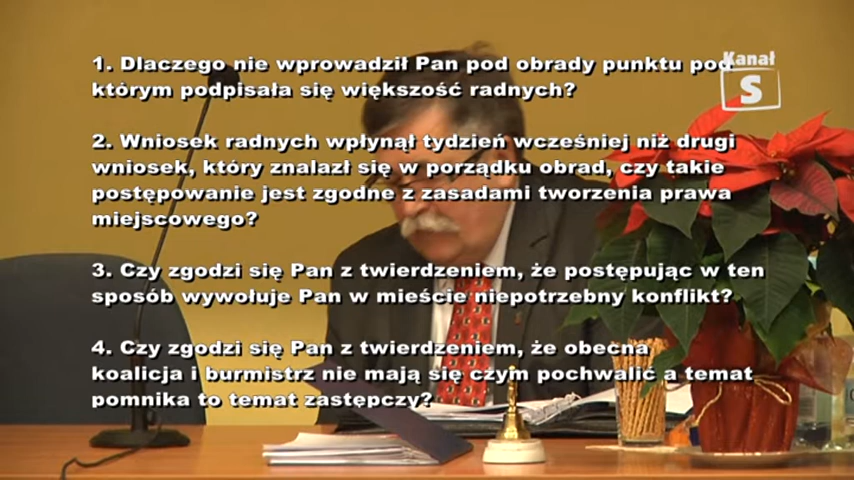 1. Dlaczego nie wprowadził Pan pod obrady punktu pod
którym podpisała się większość radnych?
2. Wniosek radnych wpłynął tydzień wcześniej niż drugi
wniosek, który znalazł się w porządku obrad, czy takie
postępowanie jest zgodne z zasadami tworzenia prawa
miejscowego?
3. Czy zgodzi się Pan z twierdzeniem, że postępując w ten
sposób wywołuje Pan w mieście niepotrzebny konflikt?
4. Czy zgodzi się Pan z twierdzeniem, że obecna
koalicja i burmistrz nie mają się czym pochwalić a temat
pomnika to temat zastępczy?
Kanał
S